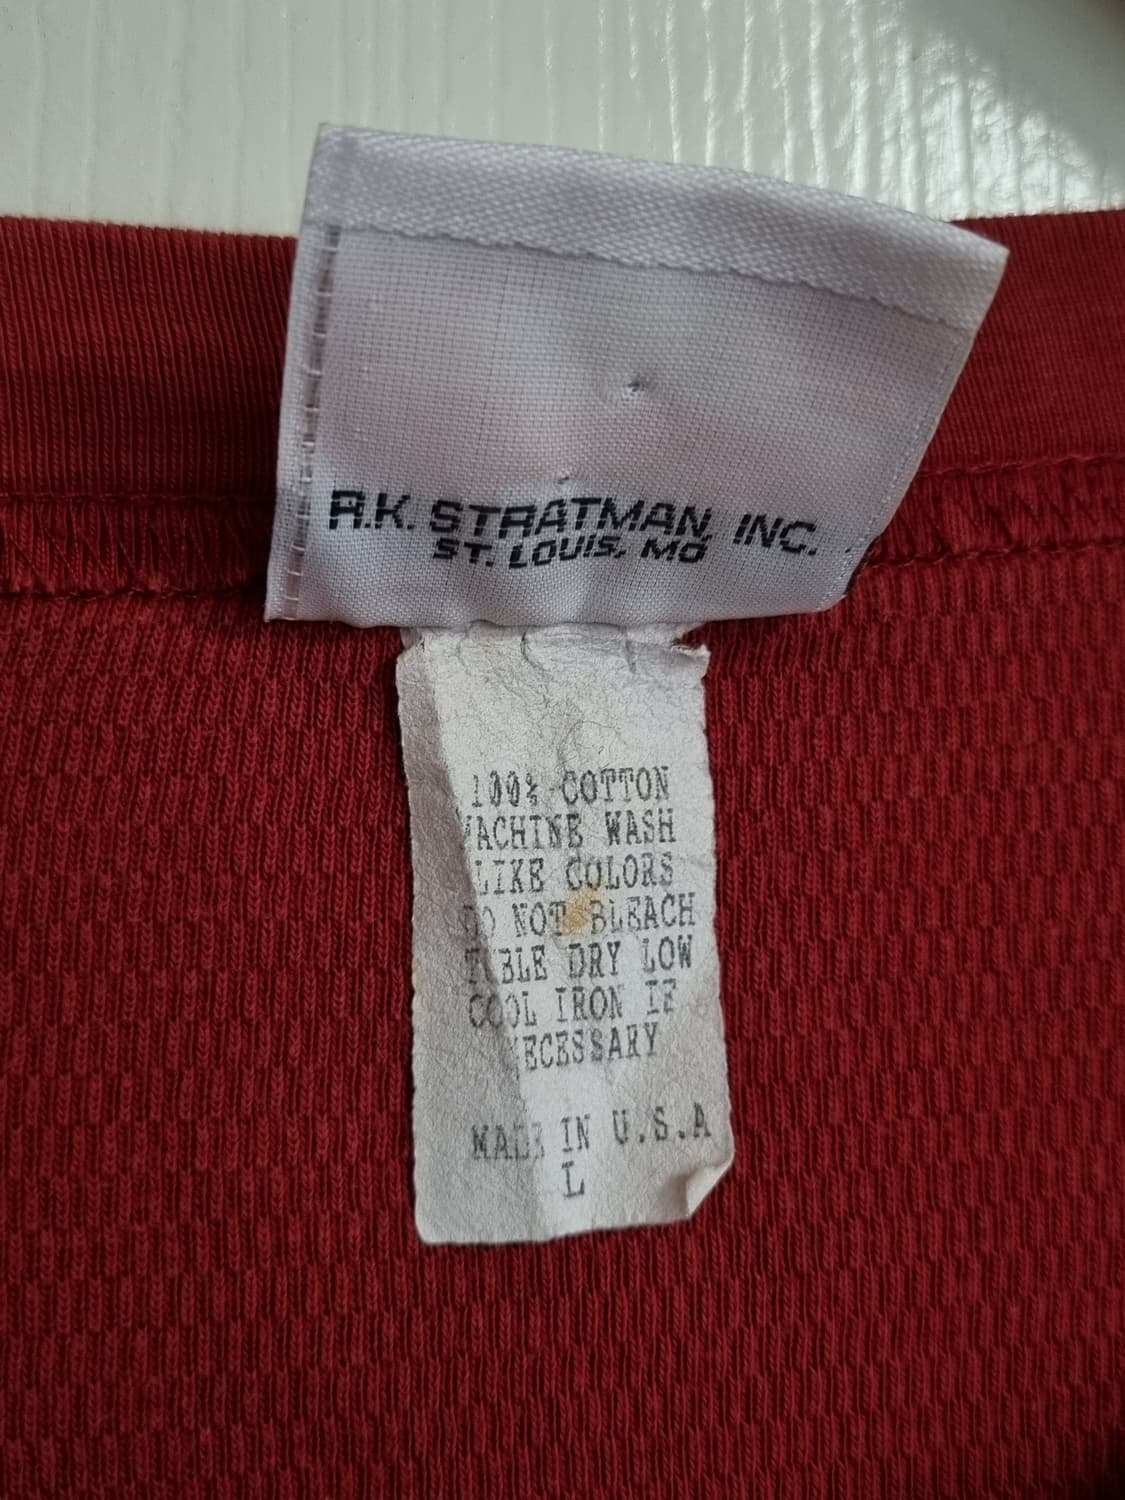 R.K. STRATMAN, INC.
ST. LOUIS, MO
100% COTTON
MACHINE WASH
LIKE COLORS
DO NOT BLEACH
TUMBLE DRY LOW
COOL IRON IF
NECESSARY
MADE IN U.S.A
L